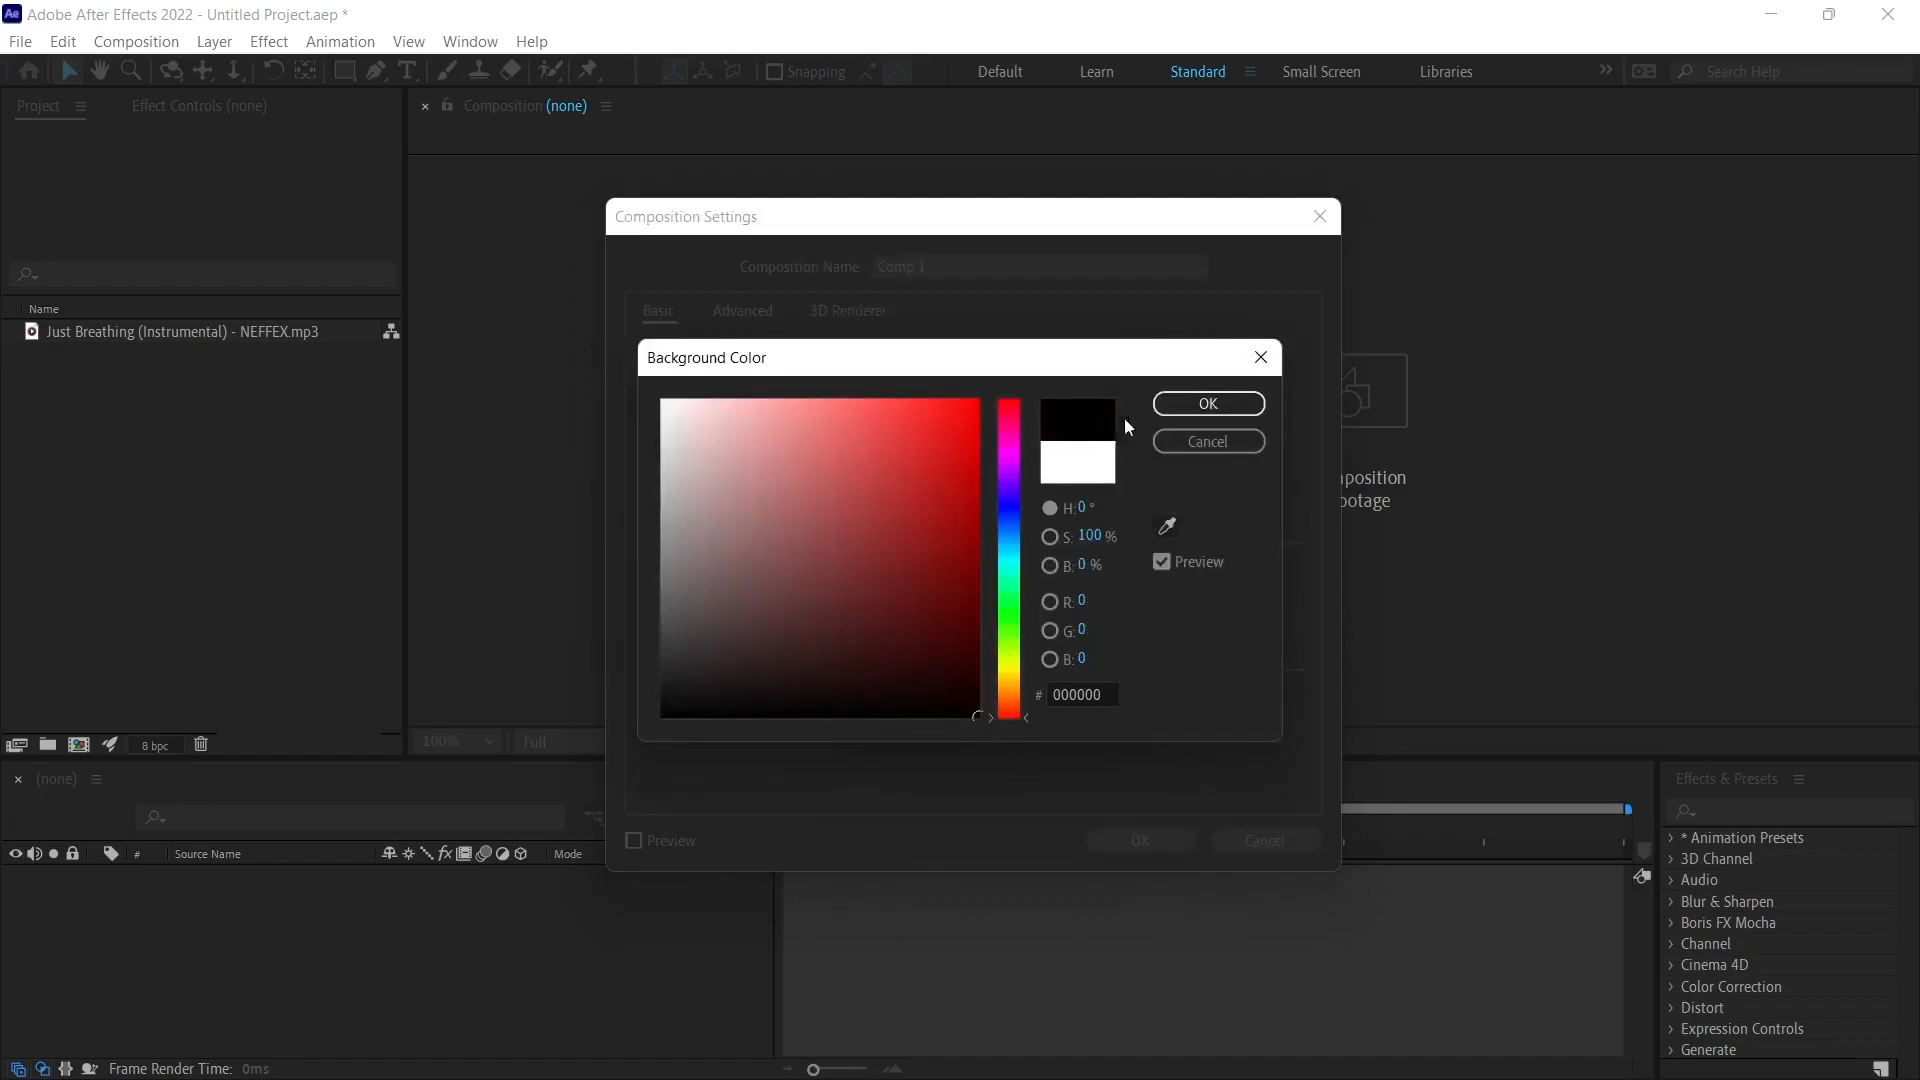 Ae Adobe After Effects 2022 - Untitled Project.aep *
File Edit Composition Layer Effect Animation View Window Help
Snapping Default Learn Standard Small Screen Libraries Search Help
Project Effect Controls (none) Composition (none)
Composition Settings
Composition Name Comp 1
Basic Advanced 3D Renderer
Name
Just Breathing (Instrumental) - NEFFEX.mp3
Background Color
OK
Cancel
position
ootage
H: 0 °
S: 100 %
B: 0 %
Preview
R: 0
G: 0
B: 0
# 000000
8 bpc
100% Full
(none)
Effects & Presets
Preview OK Cancel
# Source Name fx Mode
* Animation Presets
3D Channel
Audio
Blur & Sharpen
Boris FX Mocha
Channel
Cinema 4D
Color Correction
Distort
Expression Controls
Generate
Frame Render Time: 0ms